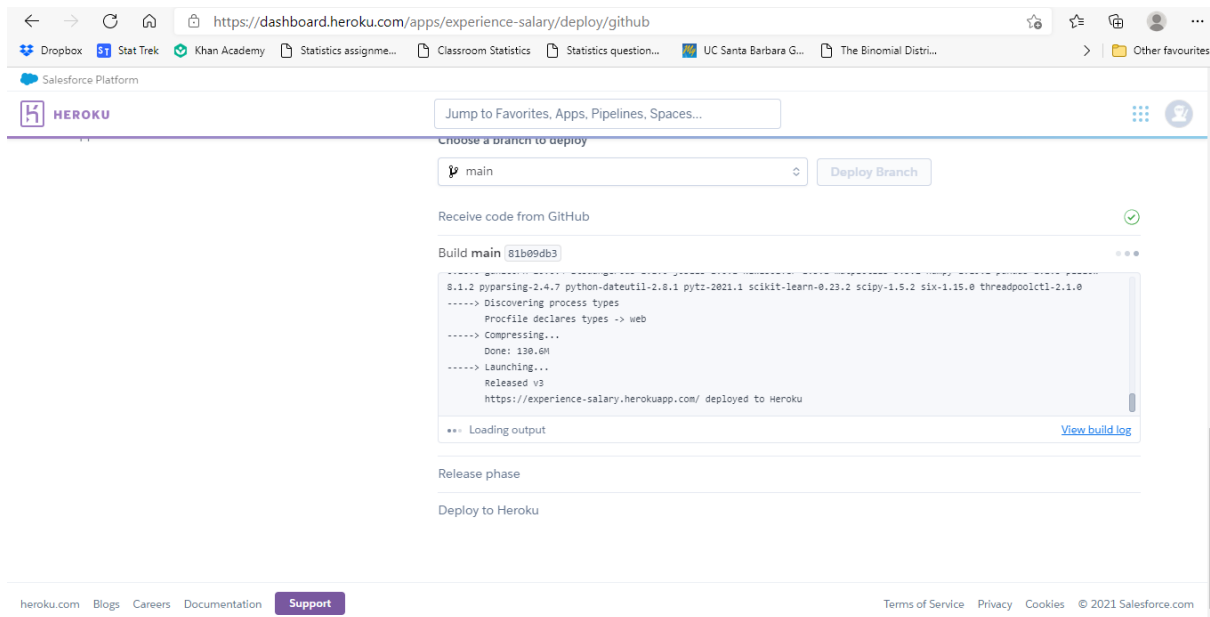 https://dashboard.heroku.com/apps/experience-salary/deploy/github
Dropbox ST Stat Trek Khan Academy Statistics assignme... Classroom Statistics Statistics question... UC Santa Barbara G... The Binomial Distri... Other favourites
Salesforce Platform
HEROKU Jump to Favorites, Apps, Pipelines, Spaces...
Choose a branch to deploy
main Deploy Branch
Receive code from GitHub
Build main 81b09db3
8.1.2 pyparsing-2.4.7 python-dateutil-2.8.1 pytz-2021.1 scikit-learn-0.23.2 scipy-1.5.2 six-1.15.0 threadpoolctl-2.1.0
-----> Discovering process types
Procfile declares types -> web
-----> Compressing...
Done: 130.6M
-----> Launching...
Released v3
https://experience-salary.herokuapp.com/ deployed to Heroku
Loading output View build log
Release phase
Deploy to Heroku
heroku.com Blogs Careers Documentation Support Terms of Service Privacy Cookies © 2021 Salesforce.com